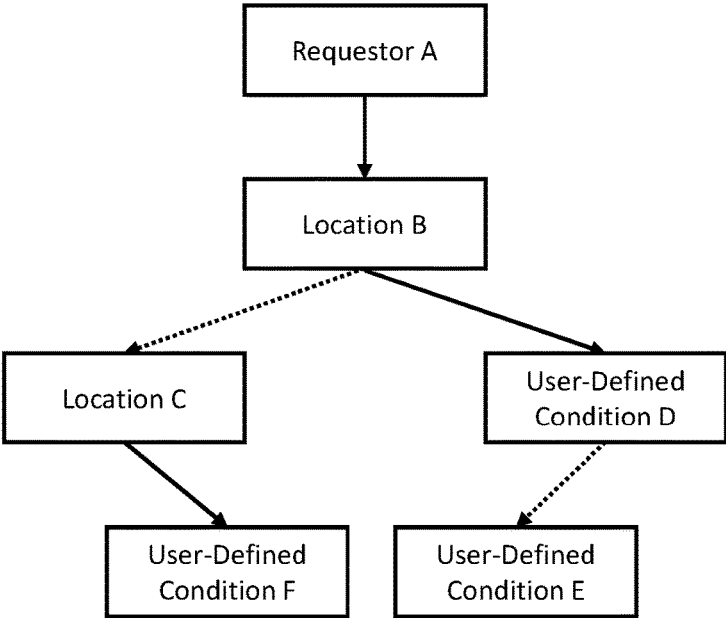 Requestor A
Location B
Location C
User-Defined
Condition D
User-Defined
Condition F
User-Defined
Condition E